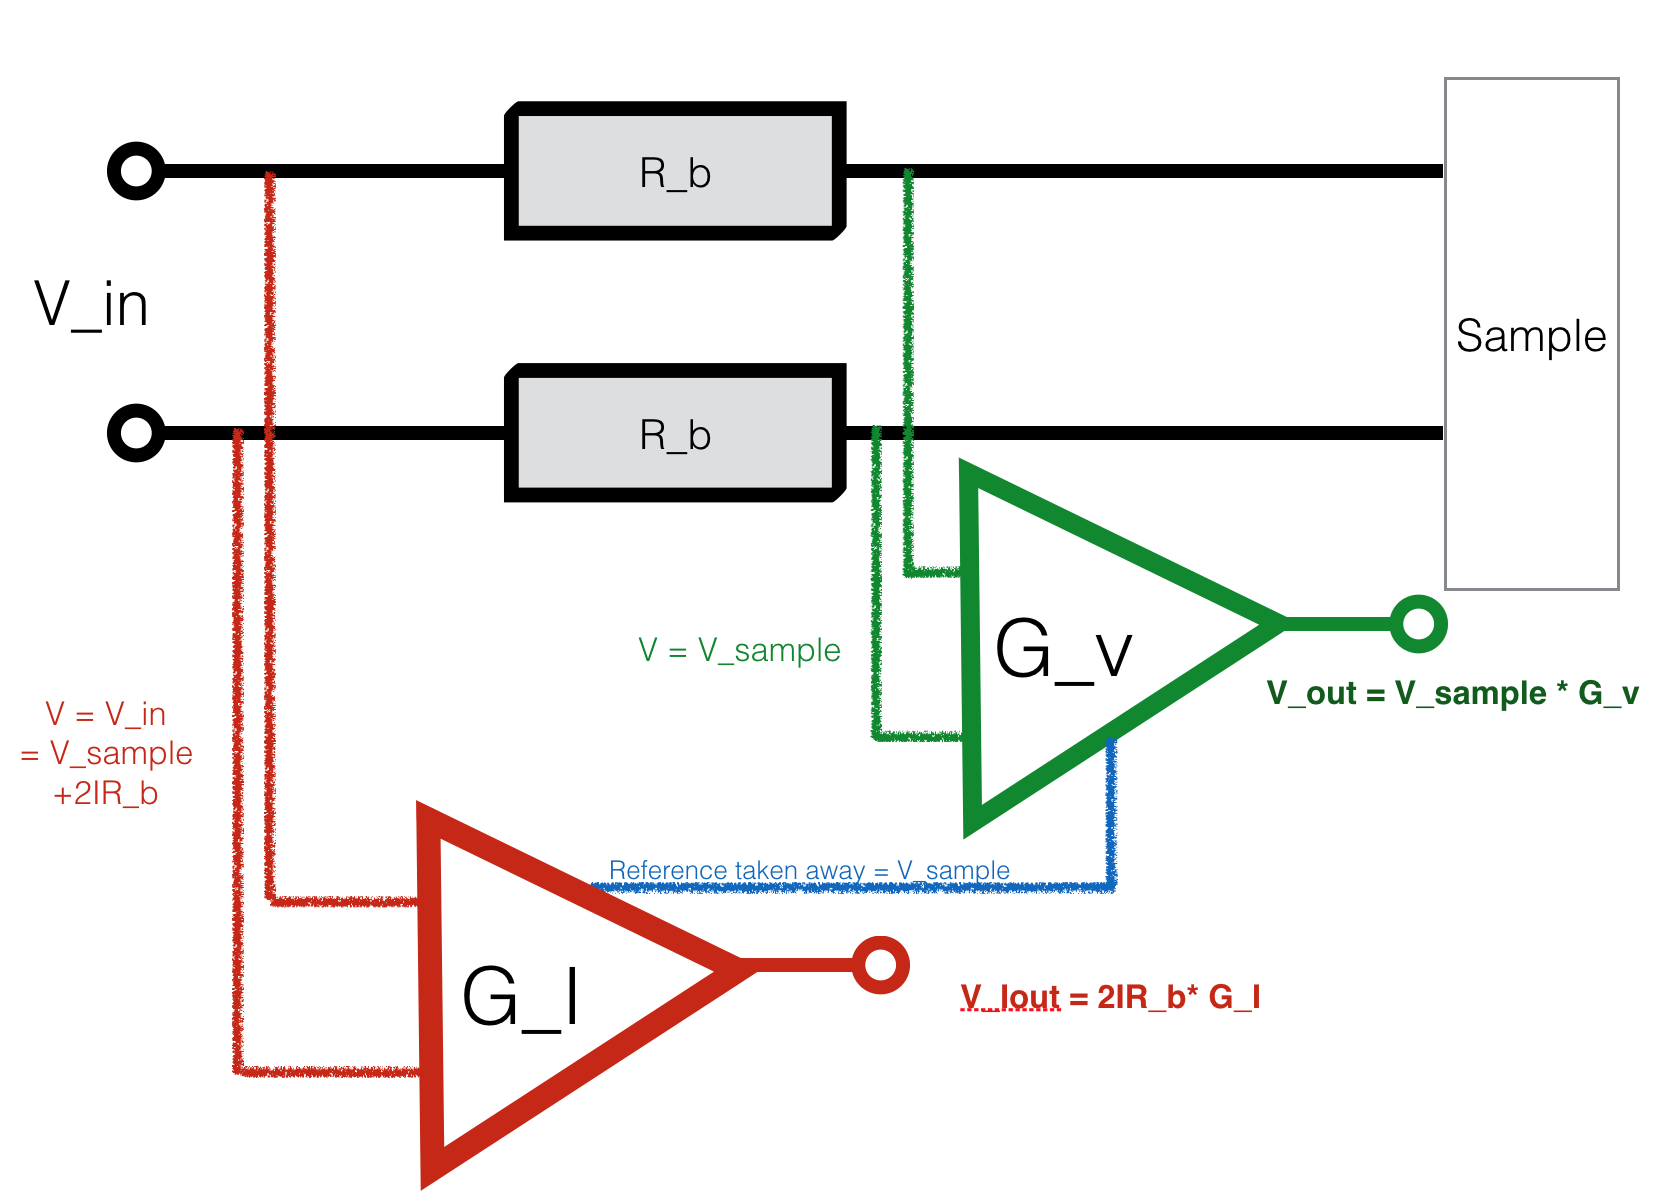 R_b
V_in
Sample
R_b
G_v
V = V_sample
V_out = V_sample * G_v
V = V_in
= V_sample
+2IR_b
Reference taken away = V_sample
G_I
V_Iout = 2IR_b* G_I